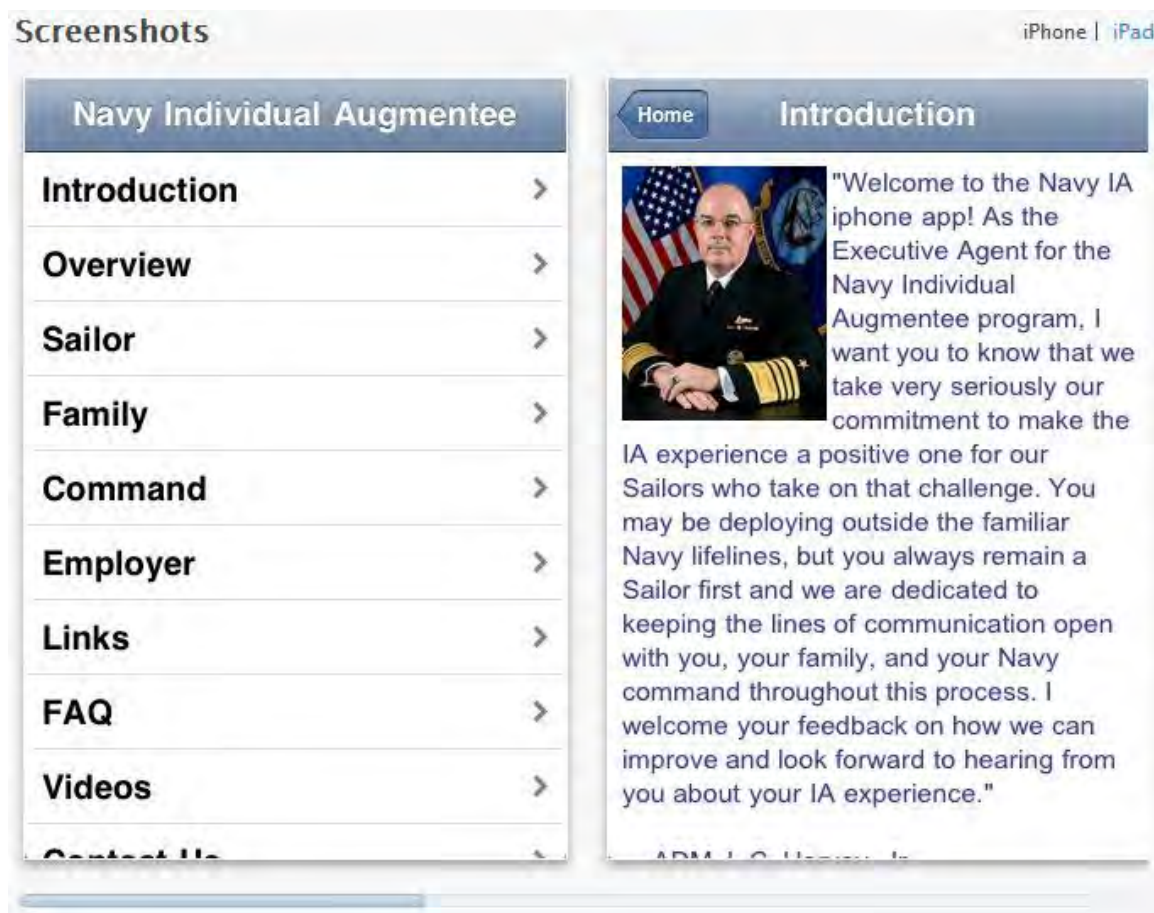 Screenshots
iPhone | iPad
Navy Individual Augmentee
Introduction
Overview
Sailor
Family
Command
Employer
Links
FAQ
Videos
Contact Us
Home
Introduction
"Welcome to the Navy IA
iphone app! As the
Executive Agent for the
Navy Individual
Augmentee program, I
want you to know that we
take very seriously our
commitment to make the
IA experience a positive one for our
Sailors who take on that challenge. You
may be deploying outside the familiar
Navy lifelines, but you always remain a
Sailor first and we are dedicated to
keeping the lines of communication open
with you, your family, and your Navy
command throughout this process. I
welcome your feedback on how we can
improve and look forward to hearing from
you about your IA experience."
ADM J. C. Harvey, Jr.